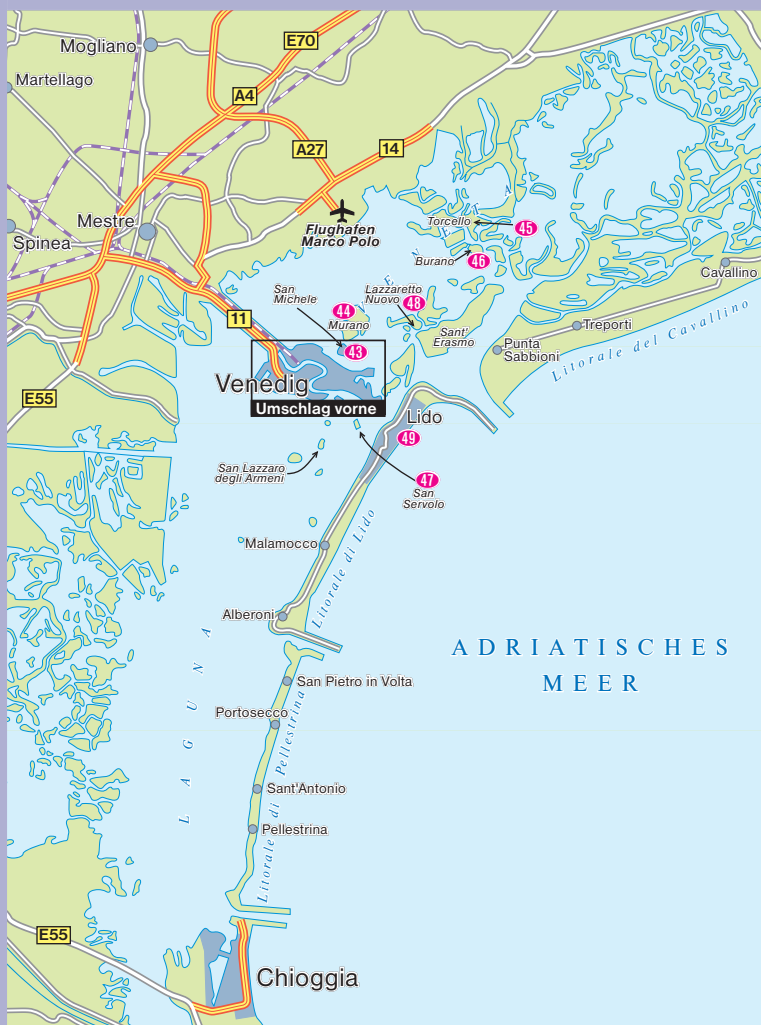 Mogliano
E70
Martellago
A4
A27
14
Mestre
Spinea
Flughafen
Marco Polo
Torcello
45
Burano
46
VENETA
Cavallino
San
Michele
44
Murano
Lazzaretto
Nuovo
48
Sant'
Erasmo
Treporti
Punta
Sabbioni
Litorale del Cavallino
11
43
Venedig
Umschlag vorne
E55
Lido
49
San Lazzaro
degli Armeni
47
San
Servolo
Malamocco
Litorale di Lido
Alberoni
LAGUNA
ADRIATISCHES
MEER
San Pietro in Volta
Portosecco
Litorale di Pellestrina
Sant'Antonio
Pellestrina
E55
Chioggia